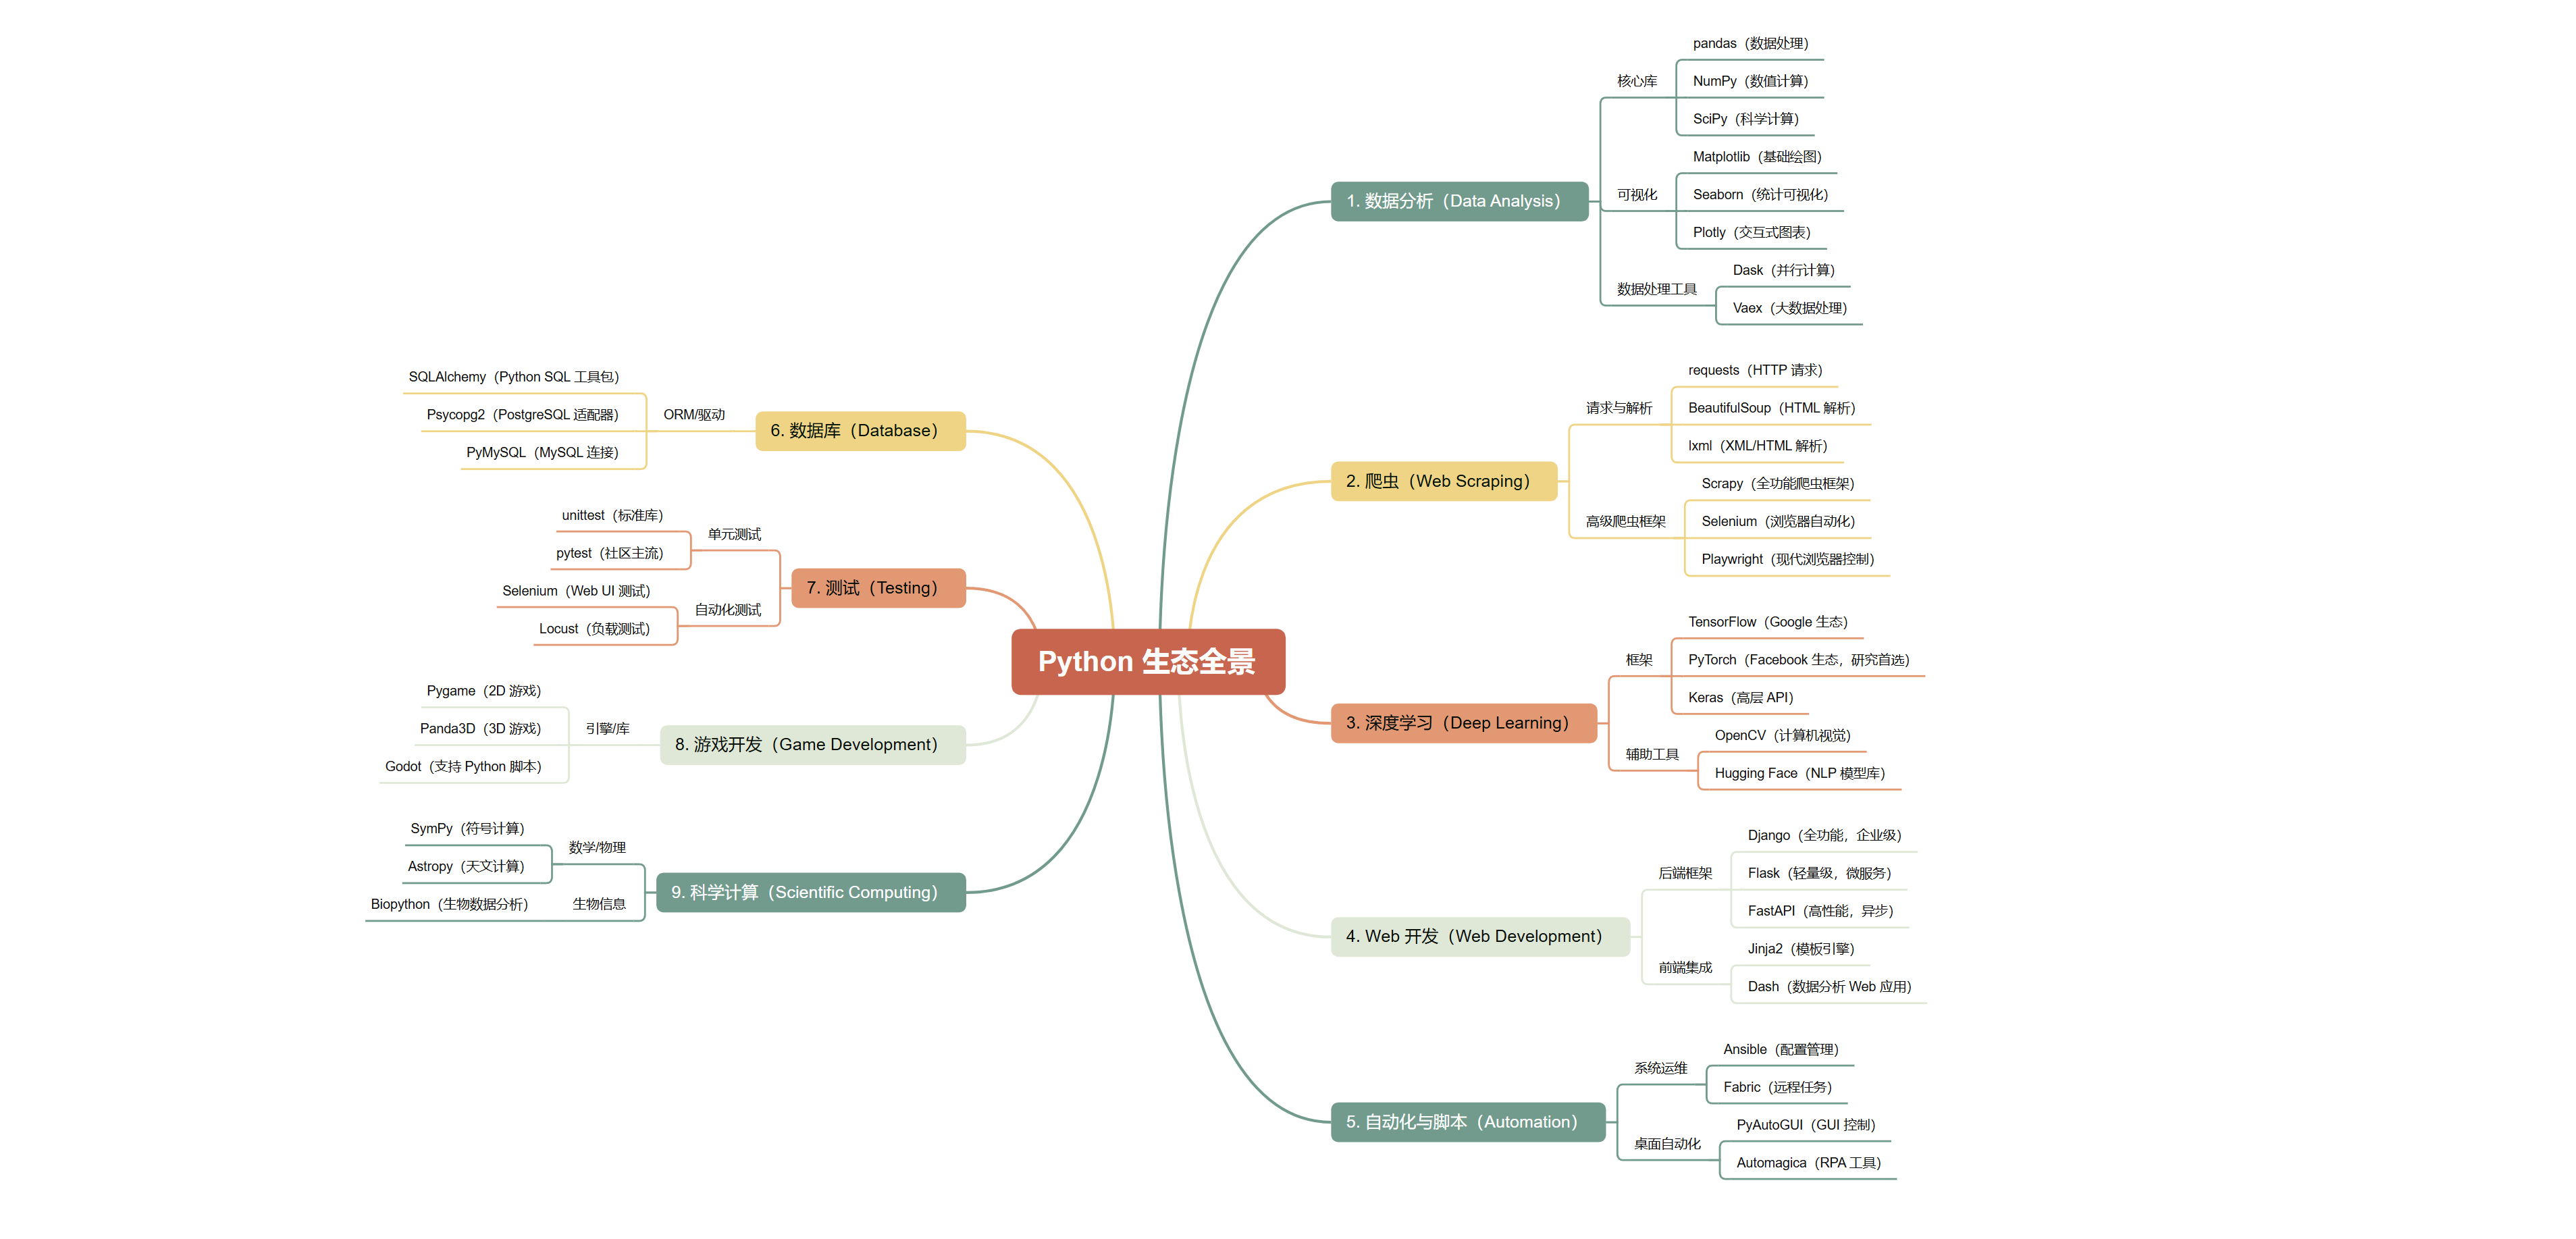 Python 生态全景
1. 数据分析（Data Analysis）
核心库
pandas（数据处理）
NumPy（数值计算）
SciPy（科学计算）
可视化
Matplotlib（基础绘图）
Seaborn（统计可视化）
Plotly（交互式图表）
数据处理工具
Dask（并行计算）
Vaex（大数据处理）
2. 爬虫（Web Scraping）
请求与解析
requests（HTTP 请求）
BeautifulSoup（HTML 解析）
lxml（XML/HTML 解析）
高级爬虫框架
Scrapy（全功能爬虫框架）
Selenium（浏览器自动化）
Playwright（现代浏览器控制）
3. 深度学习（Deep Learning）
框架
TensorFlow（Google 生态）
PyTorch（Facebook 生态，研究首选）
Keras（高层 API）
辅助工具
OpenCV（计算机视觉）
Hugging Face（NLP 模型库）
4. Web 开发（Web Development）
后端框架
Django（全功能，企业级）
Flask（轻量级，微服务）
FastAPI（高性能，异步）
前端集成
Jinja2（模板引擎）
Dash（数据分析 Web 应用）
5. 自动化与脚本（Automation）
系统运维
Ansible（配置管理）
Fabric（远程任务）
桌面自动化
PyAutoGUI（GUI 控制）
Automagica（RPA 工具）
6. 数据库（Database）
ORM/驱动
SQLAlchemy（Python SQL 工具包）
Psycopg2（PostgreSQL 适配器）
PyMySQL（MySQL 连接）
7. 测试（Testing）
单元测试
unittest（标准库）
pytest（社区主流）
自动化测试
Selenium（Web UI 测试）
Locust（负载测试）
8. 游戏开发（Game Development）
引擎/库
Pygame（2D 游戏）
Panda3D（3D 游戏）
Godot（支持 Python 脚本）
9. 科学计算（Scientific Computing）
数学/物理
SymPy（符号计算）
Astropy（天文计算）
生物信息
Biopython（生物数据分析）